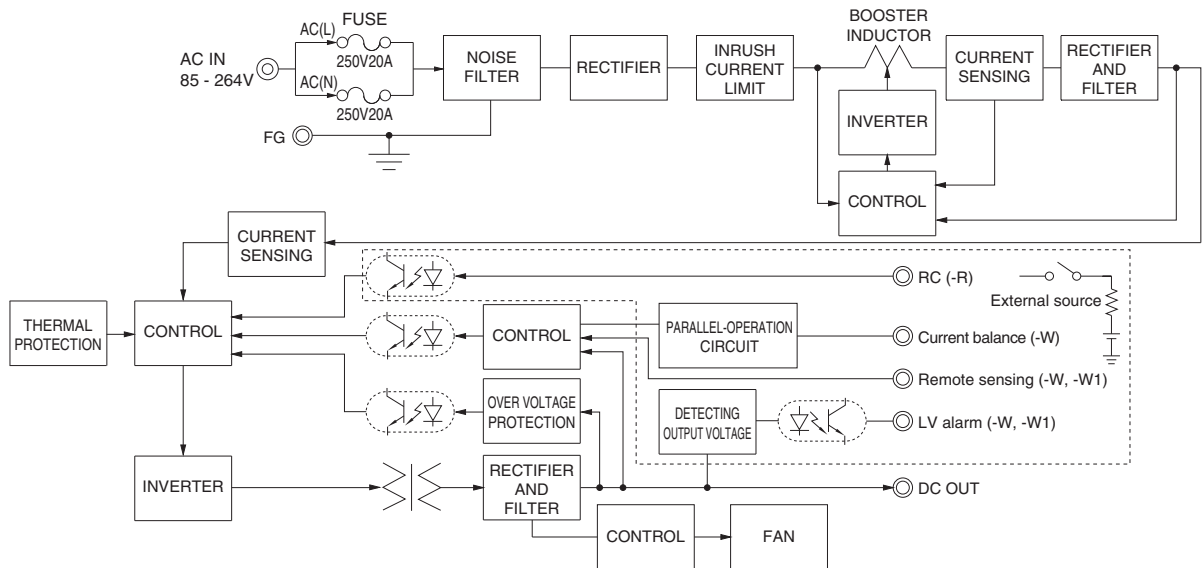 FUSE
AC(L)
250V20A
AC IN
85 - 264V
AC(N)
250V20A
FG
NOISE
FILTER
RECTIFIER
INRUSH
CURRENT
LIMIT
BOOSTER
INDUCTOR
CURRENT
SENSING
RECTIFIER
AND
FILTER
INVERTER
CONTROL
CURRENT
SENSING
THERMAL
PROTECTION
CONTROL
RC (-R)
External source
CONTROL
PARALLEL-OPERATION
CIRCUIT
Current balance (-W)
Remote sensing (-W, -W1)
OVER VOLTAGE
PROTECTION
DETECTING
OUTPUT VOLTAGE
LV alarm (-W, -W1)
INVERTER
RECTIFIER
AND
FILTER
DC OUT
CONTROL
FAN